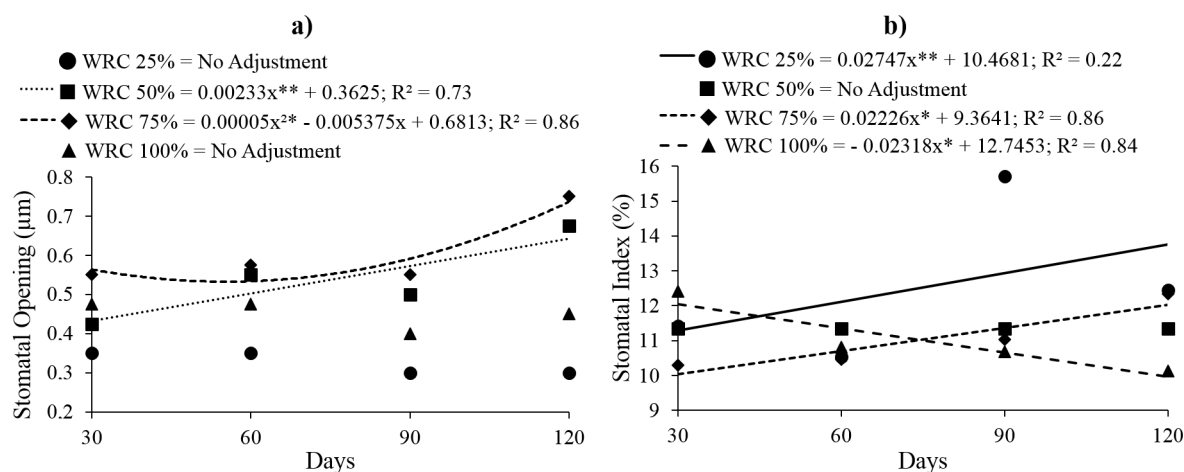 a)
WRC 25% = No Adjustment
WRC 50% = 0.00233x** + 0.3625; R² = 0.73
WRC 75% = 0.00005x²* - 0.005375x + 0.6813; R² = 0.86
WRC 100% = No Adjustment
0.8
0.7
0.6
0.5
0.4
0.3
0.2
Stomatal Opening (µm)
30
60
90
120
Days
b)
WRC 25% = 0.02747x** + 10.4681; R² = 0.22
WRC 50% = No Adjustment
WRC 75% = 0.02226x* + 9.3641; R² = 0.86
WRC 100% = - 0.02318x* + 12.7453; R² = 0.84
16
15
14
13
12
11
10
9
Stomatal Index (%)
30
60
90
120
Days